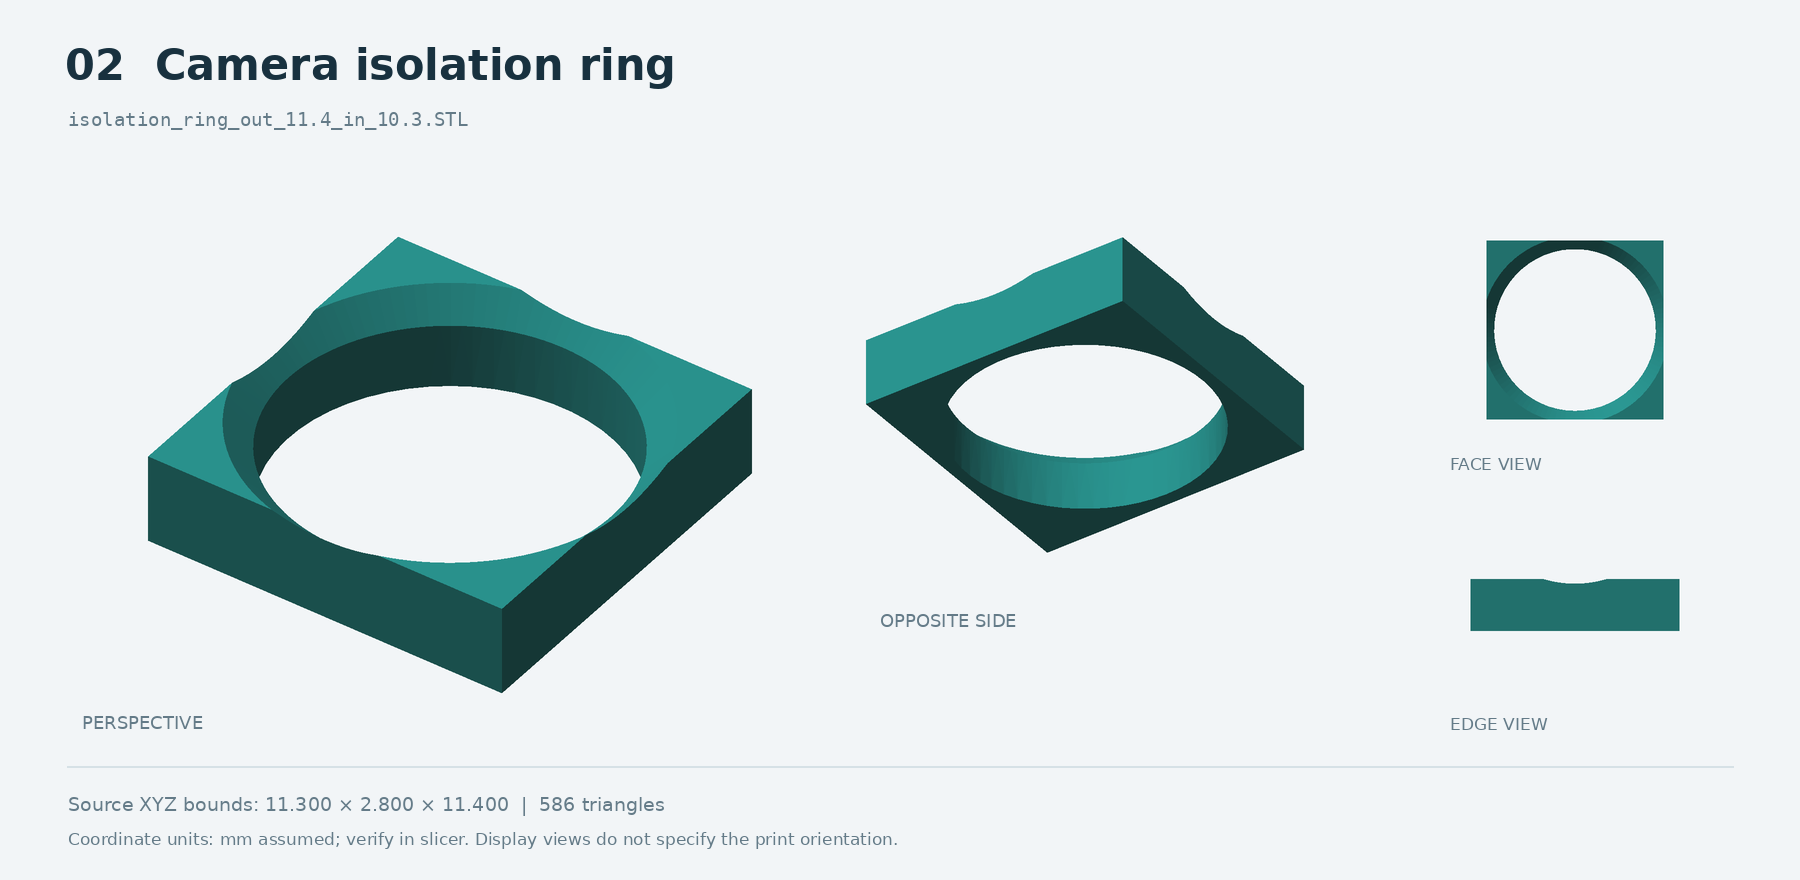 02  Camera isolation ring
isolation_ring_out_11.4_in_10.3.STL
FACE VIEW
OPPOSITE SIDE
PERSPECTIVE
EDGE VIEW
Source XYZ bounds: 11.300 × 2.800 × 11.400  |  586 triangles
Coordinate units: mm assumed; verify in slicer. Display views do not specify the print orientation.